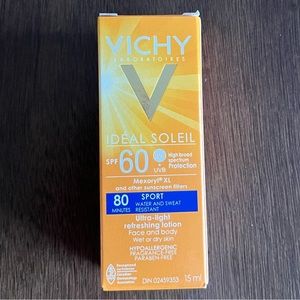 VICHY
LABORATOIRES
IDÉAL SOLEIL
SPF 60
UVB
High broad
spectrum
Protection
Mexoryl® XL
and other sunscreen filters
80
MINUTES
SPORT
WATER AND SWEAT
RESISTANT
Ultra-light
refreshing lotion
Face and body
Wet or dry skin
HYPOALLERGENIC
FRAGRANCE-FREE
PARABEN-FREE
DIN 02459353
15 ml